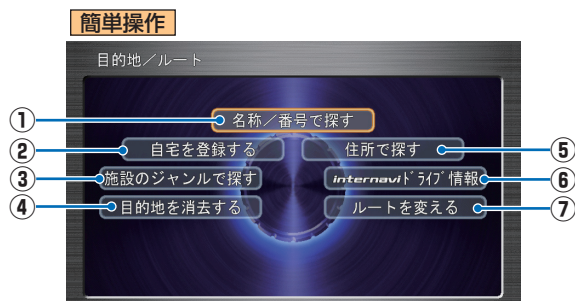 簡単操作
目的地／ルート
① 名称／番号で探す
② 自宅を登録する
住所で探す ⑤
③ 施設のジャンルで探す
internaviﾄﾞﾗｲﾌﾞ情報 ⑥
④ 目的地を消去する
ルートを変える ⑦